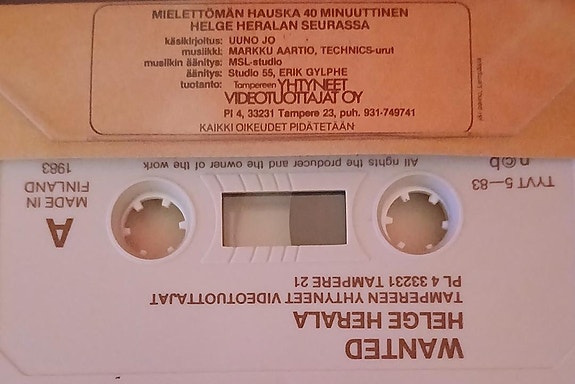 MIELETTÖMÄN HAUSKA 40 MINUUTTINEN
HELGE HERALAN SEURASSA
käsikirjoitus: UUNO JO
musiikki: MARKKU AARTIO, TECHNICS-urut
musiikin äänitys: MSL-studio
äänitys: Studio 55, ERIK GYLPHE
tuotanto: Tampereen YHTYNEET
VIDEOTUOTTAJAT OY
Pl 4, 33231 Tampere 23, puh. 931-749741
KAIKKI OIKEUDET PIDÄTETÄÄN
WANTED
HELGE HERALA
TAMPEREEN YHTYNEET VIDEOTUOTTAJAT
PL 4 33231 TAMPERE 21
A
MADE IN
FINLAND
1983
TYVT 5-83
n©b
All rights the producer and the owner of the work